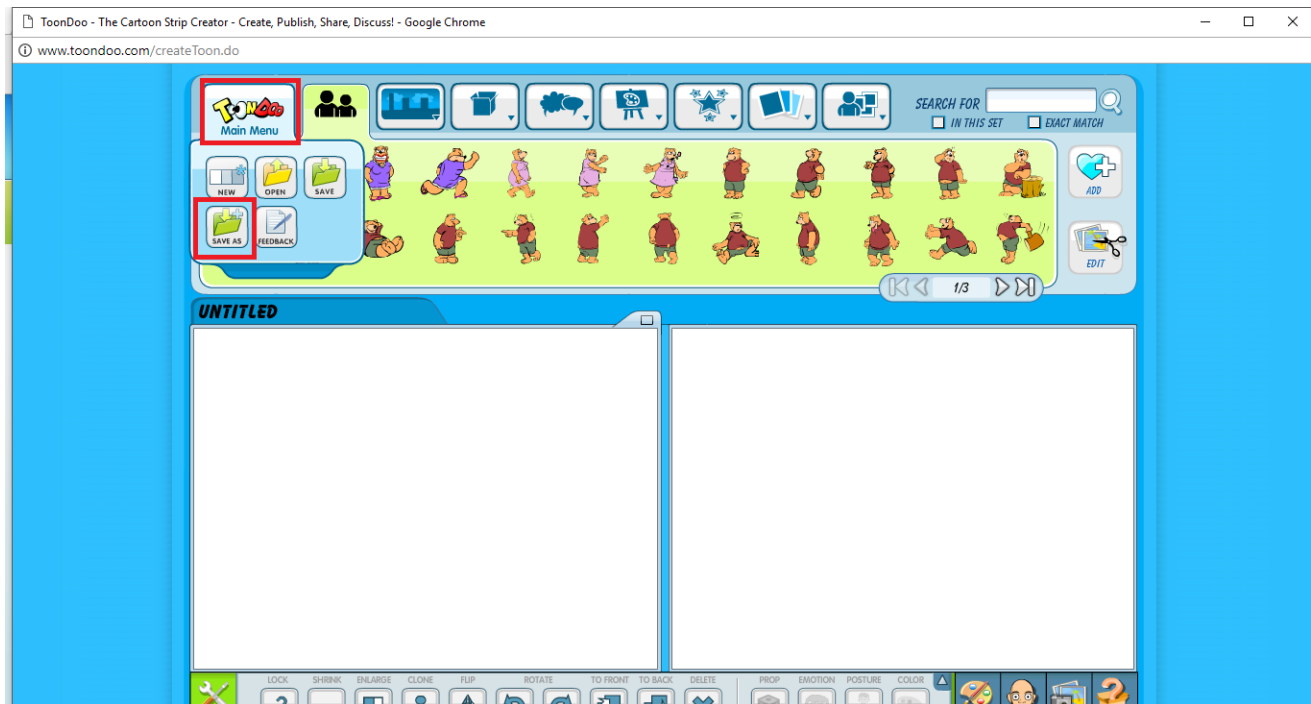 ToonDoo - The Cartoon Strip Creator - Create, Publish, Share, Discuss! - Google Chrome
www.toondoo.com/createToon.do
TOONDOO
Main Menu
SEARCH FOR
IN THIS SET EXACT MATCH
NEW OPEN SAVE
ADD
SAVE AS FEEDBACK
EDIT
1/3
UNTITLED
LOCK SHRINK ENLARGE CLONE FLIP ROTATE TO FRONT TO BACK DELETE PROP EMOTION POSTURE COLOR